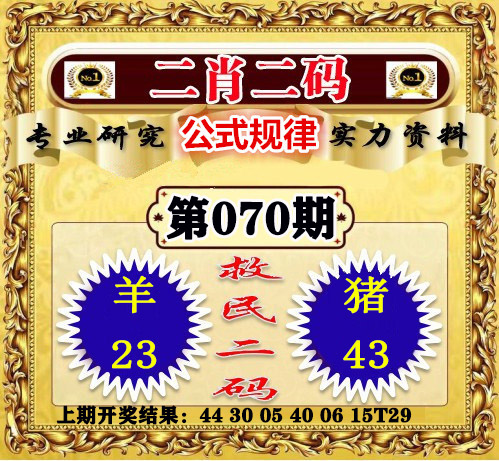 No.1 二肖二码 No.1
专业研究 公式规律 实力资料
第070期
羊
23
救民二码
猪
43
上期开奖结果：44 30 05 40 06 15T29